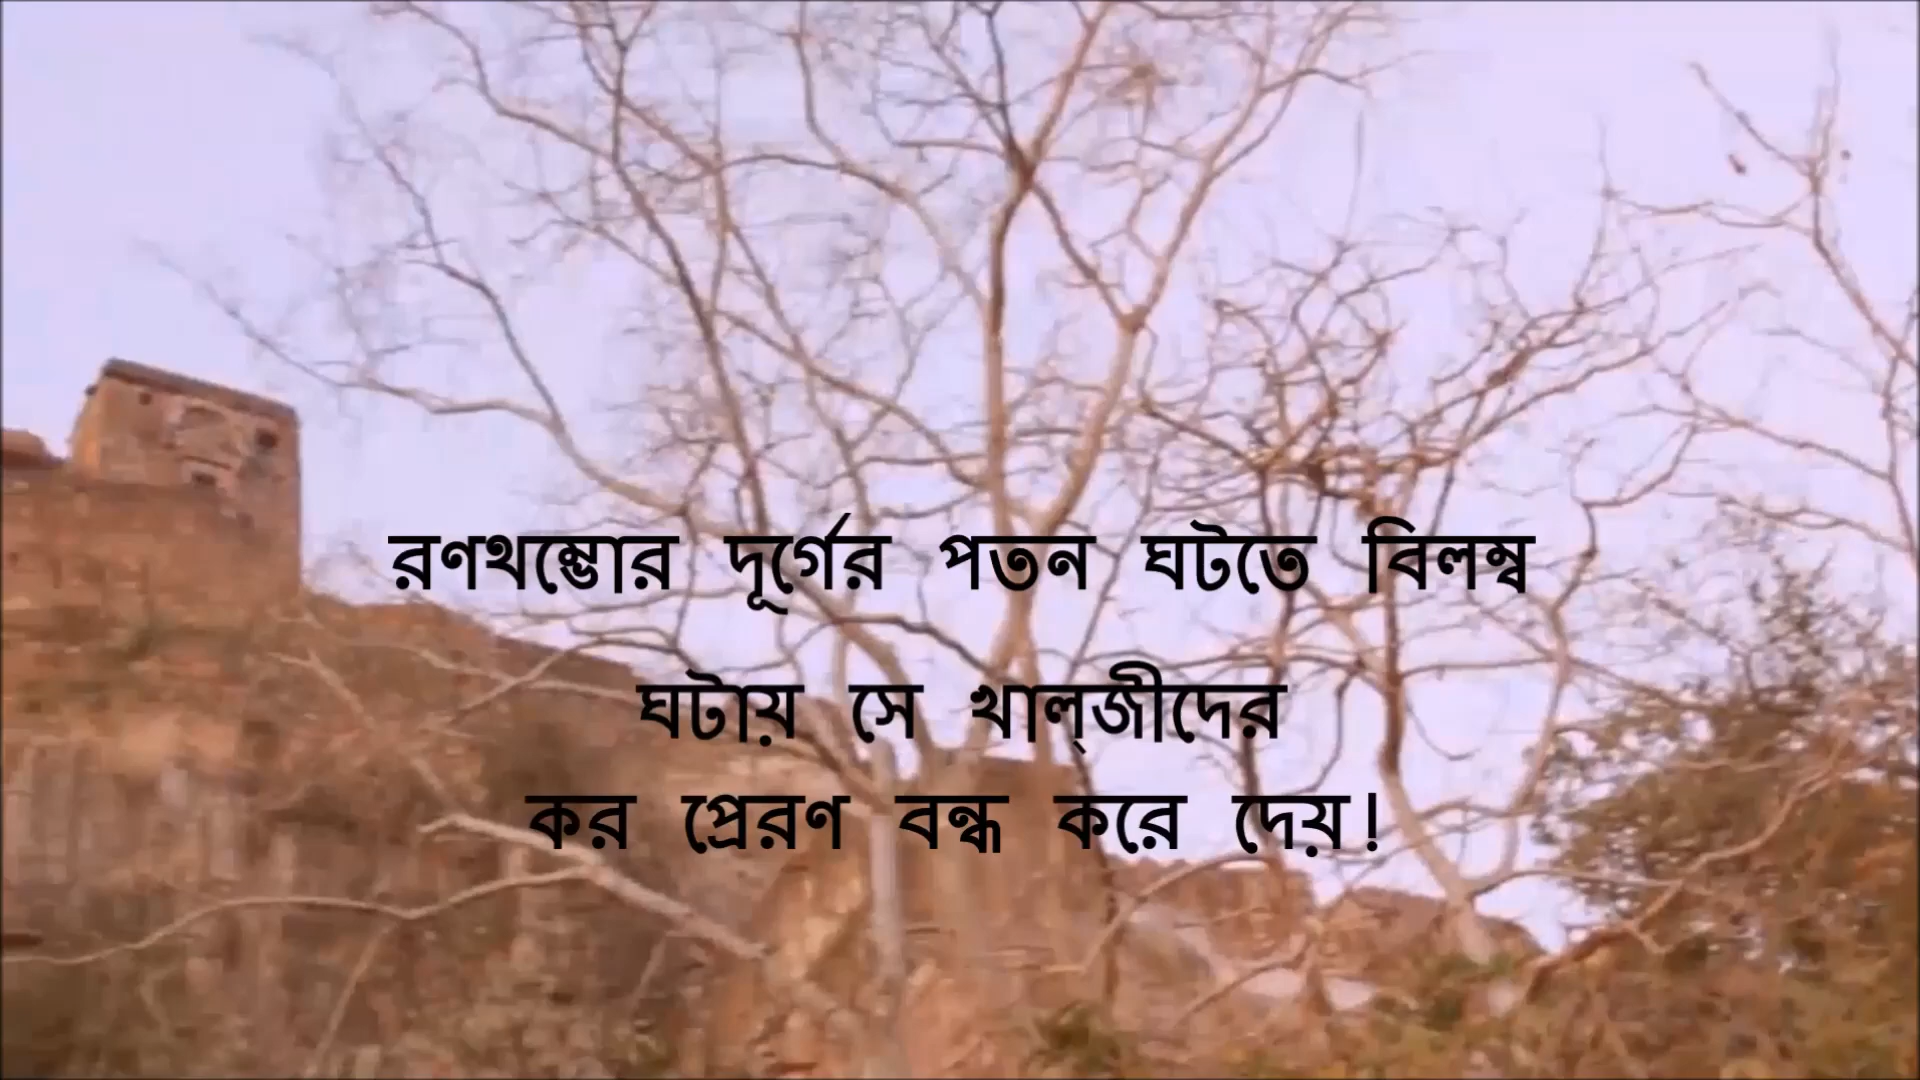 রণথম্ভোর দূর্গের পতন ঘটতে বিলম্ব
ঘটায় সে খাল্‌জীদের
কর প্রেরণ বন্ধ করে দেয়!